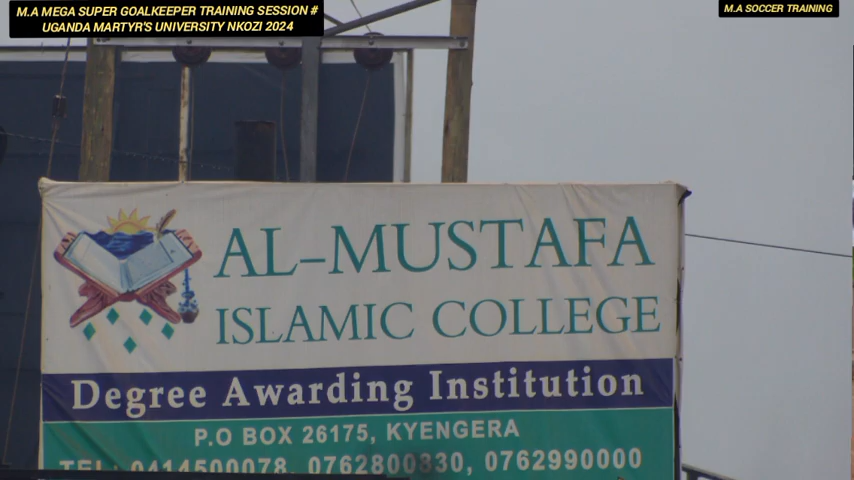 M.A MEGA SUPER GOALKEEPER TRAINING SESSION #
UGANDA MARTYR'S UNIVERSITY NKOZI 2024
M.A SOCCER TRAINING
AL-MUSTAFA
ISLAMIC COLLEGE
Degree Awarding Institution
P.O BOX 26175, KYENGERA
TEL: 0414500078, 0762800830, 0762990000